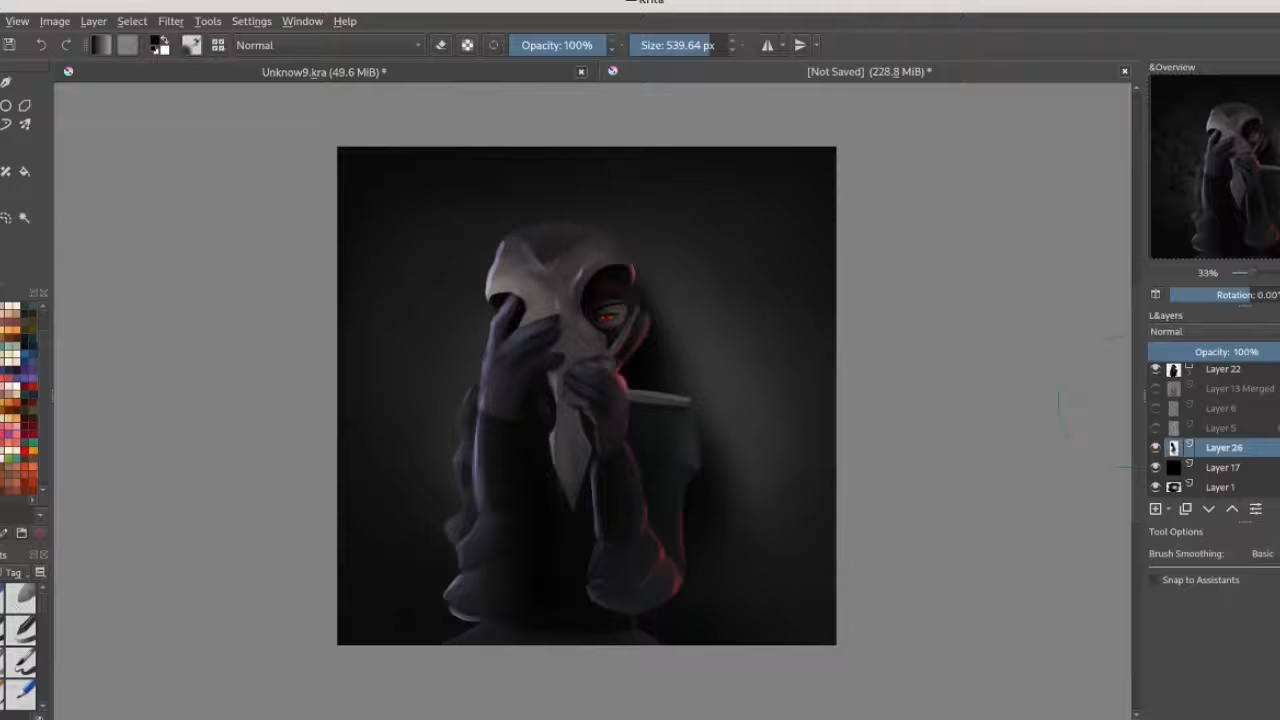 — Krita
View Image Layer Select Filter Tools Settings Window Help
Normal Opacity: 100% Size: 539.64 px
Unknow9.kra (49.6 MiB) *
[Not Saved] (228.8 MiB) *
&Overview
33%
Rotation: 0.00°
L&ayers
Normal
Opacity: 100%
Layer 22
Layer 13 Merged
Layer 6
Layer 5
Layer 26
Layer 17
Layer 1
Tool Options
Brush Smoothing: Basic
Snap to Assistants
Tag